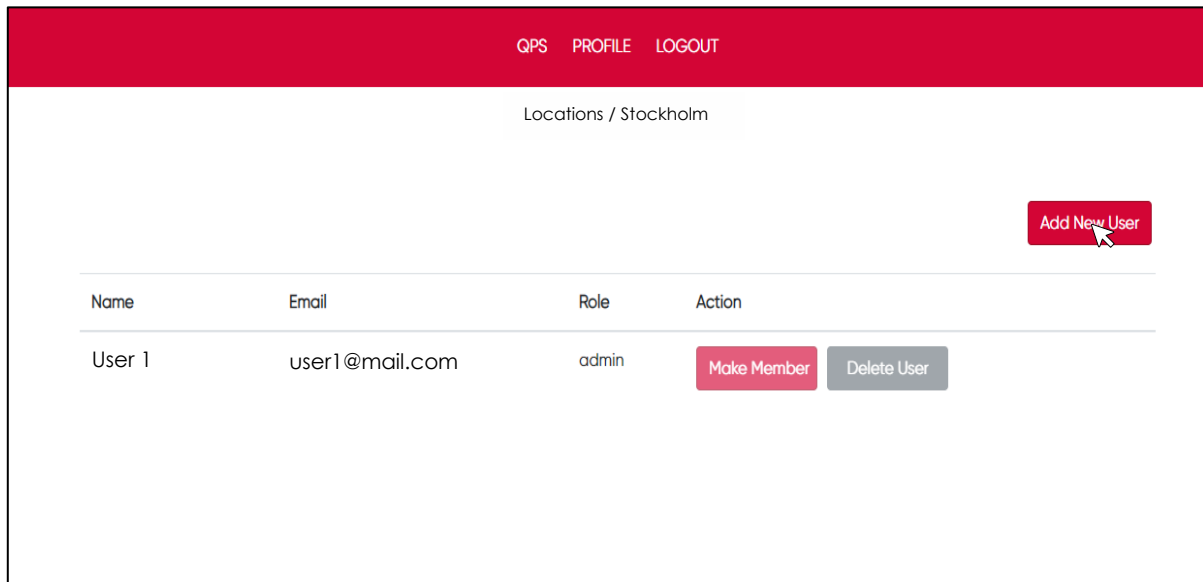 QPS PROFILE LOGOUT
Locations / Stockholm
Add New User
Name Email Role Action
User 1 user1@mail.com admin Make Member Delete User